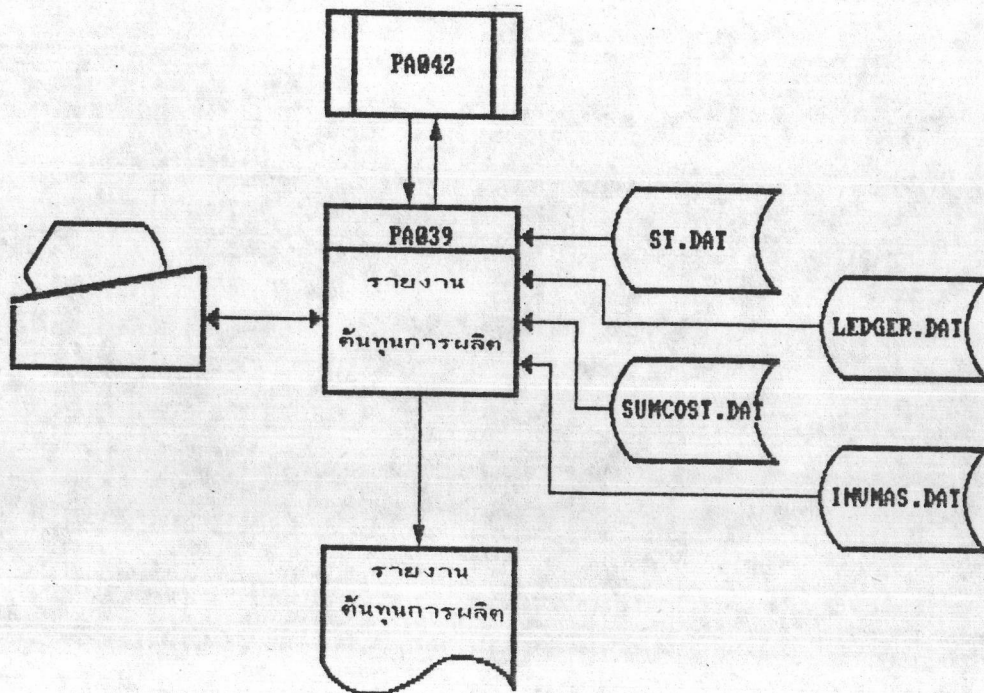 PA042
PA039
รายงาน
ต้นทุนการผลิต
ST.DAT
LEDGER.DAT
SUMCOST.DAT
INVMAS.DAT
รายงาน
ต้นทุนการผลิต